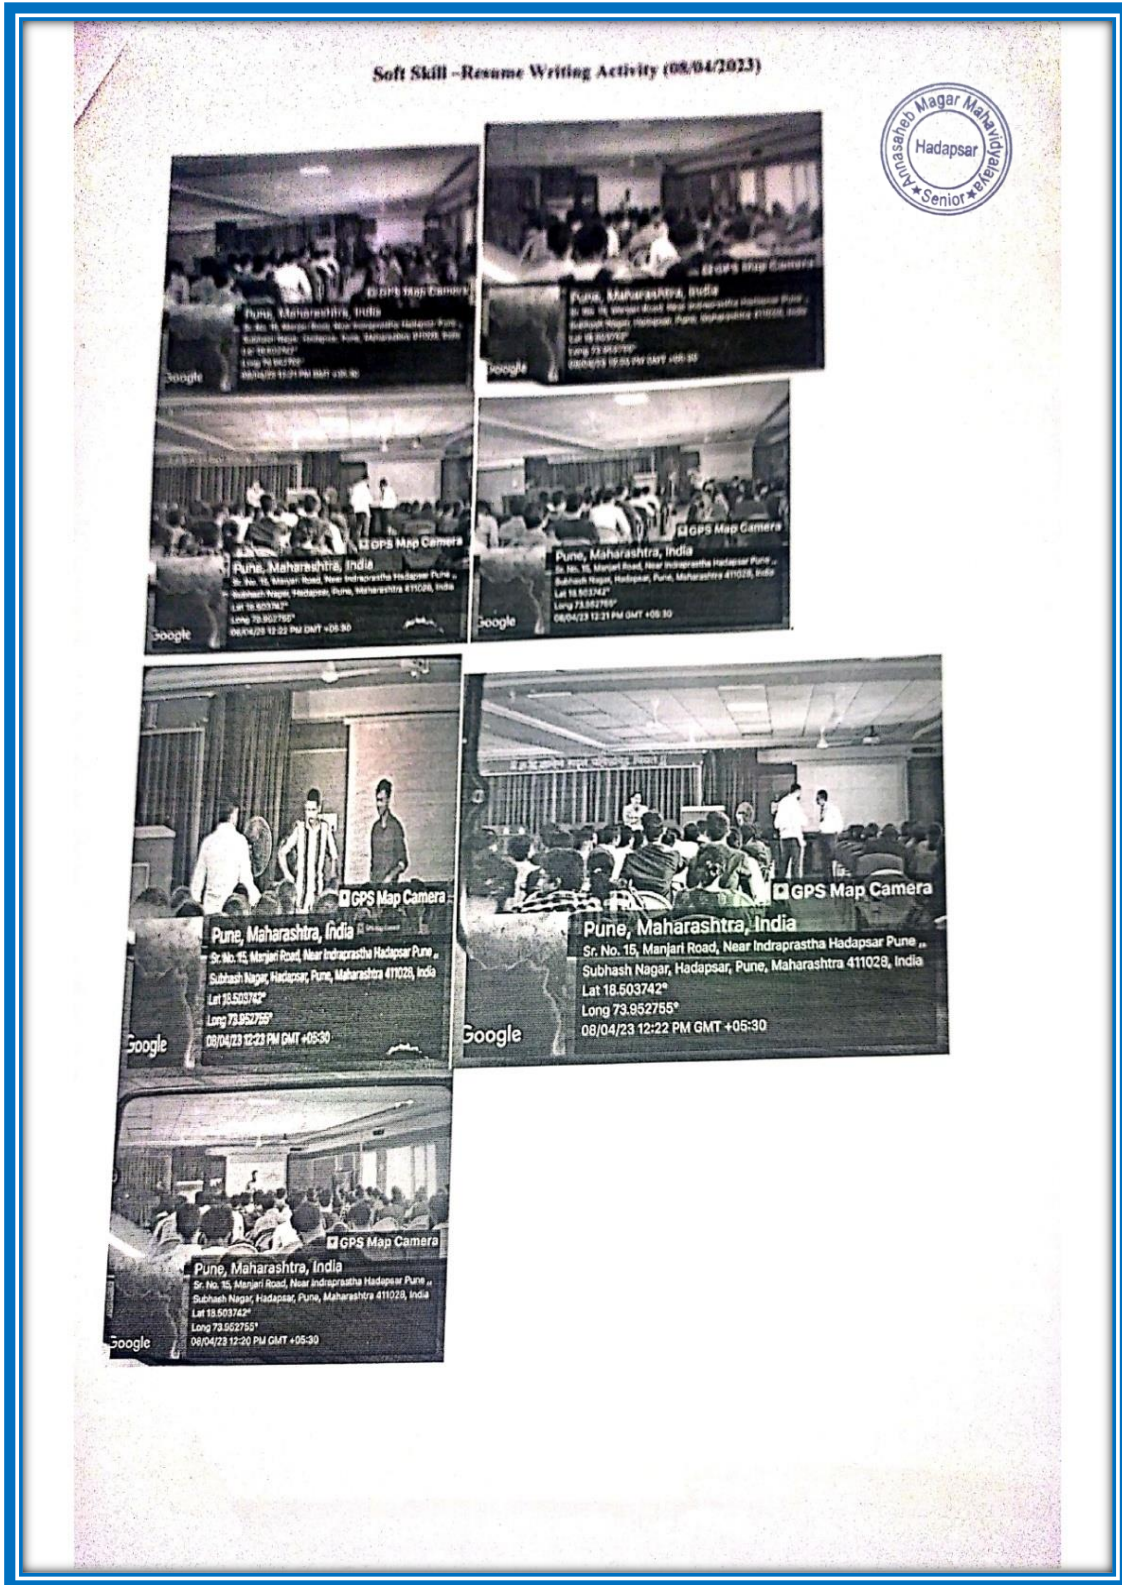 Soft Skill –Resume Writing Activity (08/04/2023)
Annasaheb Magar Mahavidyalaya
Hadapsar
★ Senior ★
GPS Map Camera
Pune, Maharashtra, India
Google
GPS Map Camera
Pune, Maharashtra, India
Google
GPS Map Camera
Pune, Maharashtra, India
Sr. No. 15, Manjari Road, Near Indraprastha Hadapsar Pune ,,
Subhash Nagar, Hadapsar, Pune, Maharashtra 411028, India
Lat 18.503742°
Long 73.952755°
08/04/23 12:22 PM GMT +05:30
Google
GPS Map Camera
Pune, Maharashtra, India
Sr. No. 15, Manjari Road, Near Indraprastha Hadapsar Pune ,,
Subhash Nagar, Hadapsar, Pune, Maharashtra 411028, India
Lat 18.503742°
Long 73.952755°
08/04/23 12:21 PM GMT +05:30
Google
GPS Map Camera
Pune, Maharashtra, India
Sr. No. 15, Manjari Road, Near Indraprastha Hadapsar Pune ,,
Subhash Nagar, Hadapsar, Pune, Maharashtra 411028, India
Lat 18.503742°
Long 73.952755°
08/04/23 12:23 PM GMT +05:30
Google
GPS Map Camera
Pune, Maharashtra, India
Sr. No. 15, Manjari Road, Near Indraprastha Hadapsar Pune ,,
Subhash Nagar, Hadapsar, Pune, Maharashtra 411028, India
Lat 18.503742°
Long 73.952755°
08/04/23 12:22 PM GMT +05:30
Google
GPS Map Camera
Pune, Maharashtra, India
Sr. No. 15, Manjari Road, Near Indraprastha Hadapsar Pune ,,
Subhash Nagar, Hadapsar, Pune, Maharashtra 411028, India
Lat 18.503742°
Long 73.952755°
08/04/23 12:20 PM GMT +05:30
Google